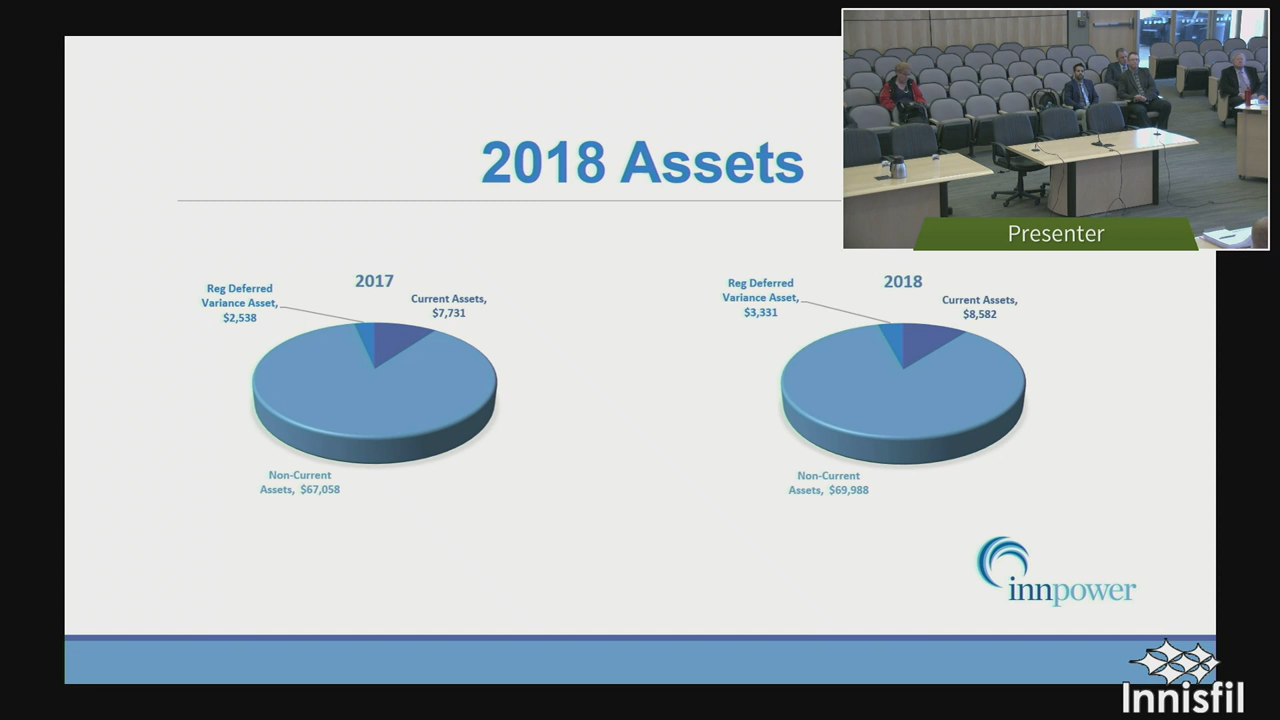 2018 Assets
Presenter
2017
Reg Deferred
Variance Asset,
$2,538
Current Assets,
$7,731
Non-Current
Assets, $67,058
2018
Reg Deferred
Variance Asset,
$3,331
Current Assets,
$8,582
Non-Current
Assets, $69,988
innpower
Innisfil